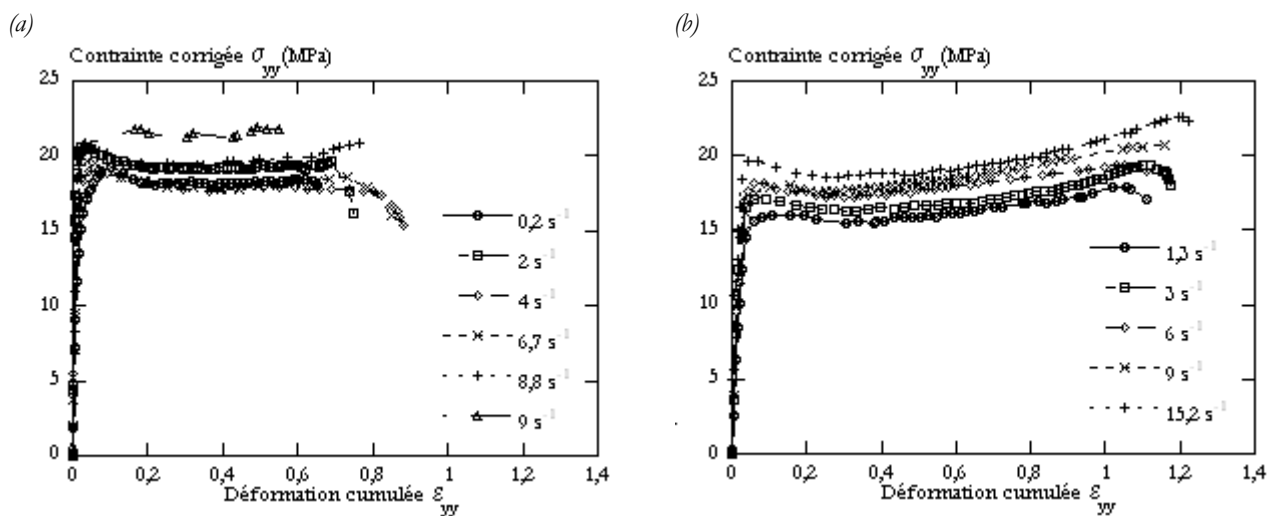 (a)
(b)
Contrainte corrigée σyy (MPa)
25
20
15
10
5
0
0 0,2 0,4 0,6 0,8 1 1,2 1,4
Déformation cumulée εyy
0,2 s⁻¹
2 s⁻¹
4 s⁻¹
6,7 s⁻¹
8,8 s⁻¹
9 s⁻¹
Contrainte corrigée σyy (MPa)
25
20
15
10
5
0
0 0,2 0,4 0,6 0,8 1 1,2 1,4
Déformation cumulée εyy
1,3 s⁻¹
3 s⁻¹
6 s⁻¹
9 s⁻¹
15,2 s⁻¹